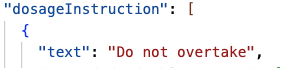 "dosageInstruction": [
{
"text": "Do not overtake",